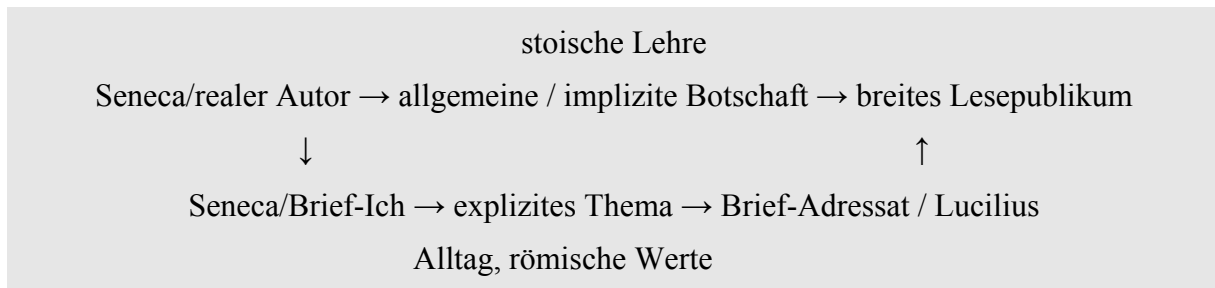 stoische Lehre
Seneca/realer Autor → allgemeine / implizite Botschaft → breites Lesepublikum
↓ ↑
Seneca/Brief-Ich → explizites Thema → Brief-Adressat / Lucilius
Alltag, römische Werte